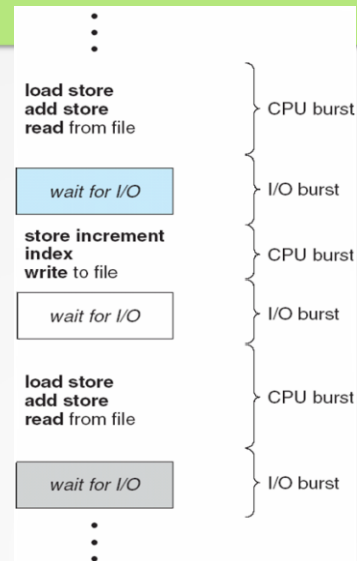 load store
add store
read from file
CPU burst
wait for I/O
I/O burst
store increment
index
write to file
CPU burst
wait for I/O
I/O burst
load store
add store
read from file
CPU burst
wait for I/O
I/O burst